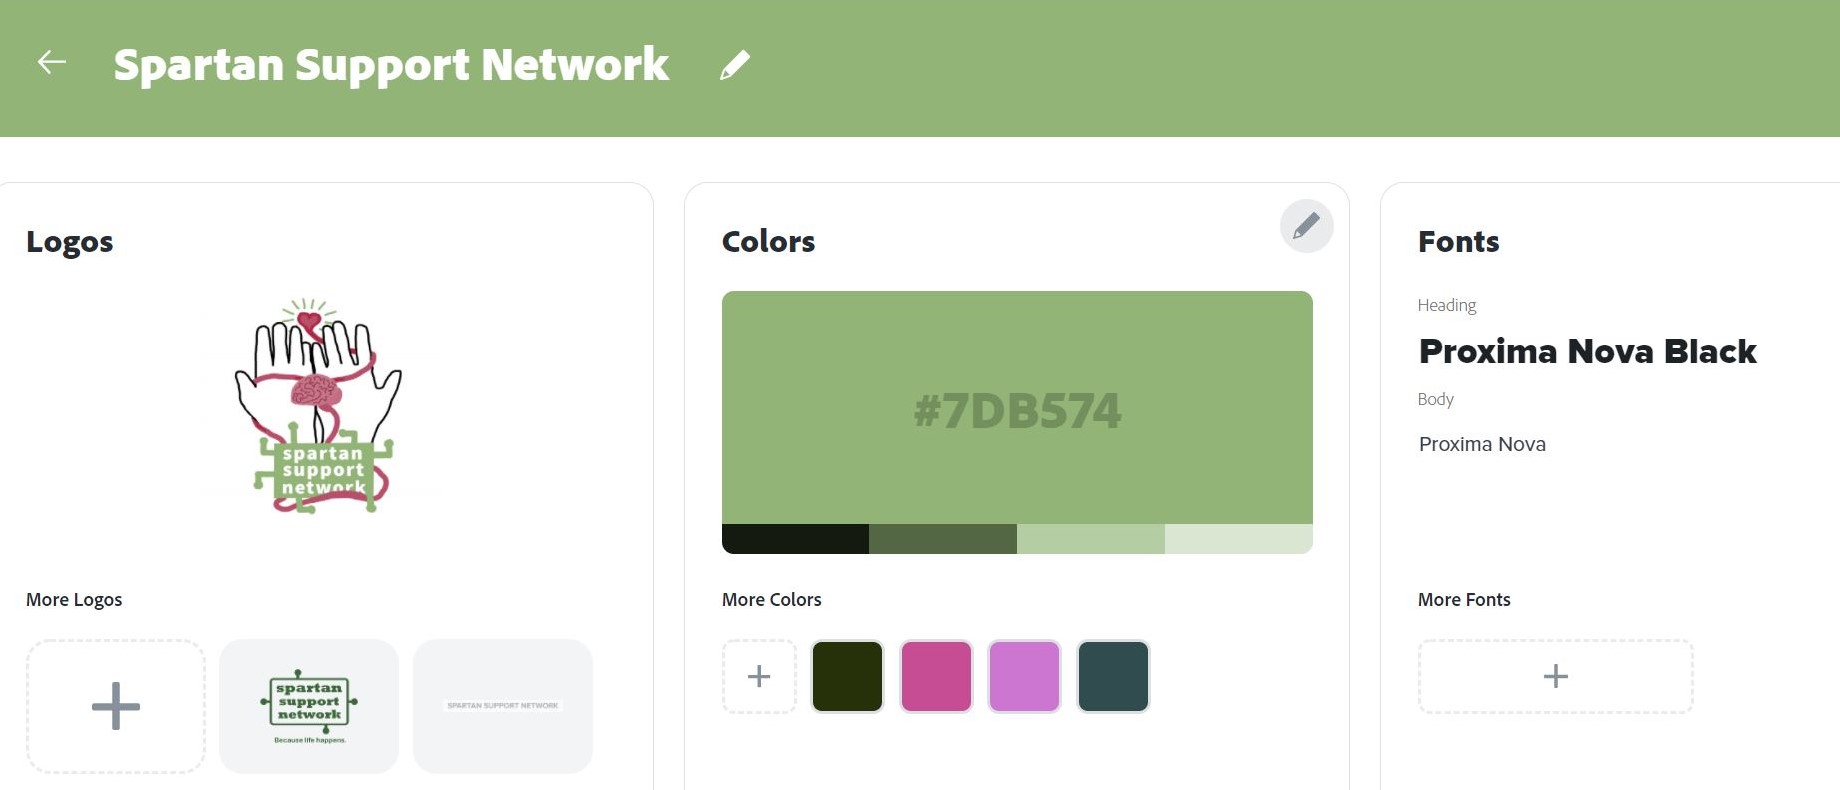 Spartan Support Network
Logos
spartan
support
network
More Logos
spartan
support
network
Because life happens.
SPARTAN SUPPORT NETWORK
Colors
#7DB574
More Colors
Fonts
Heading
Proxima Nova Black
Body
Proxima Nova
More Fonts